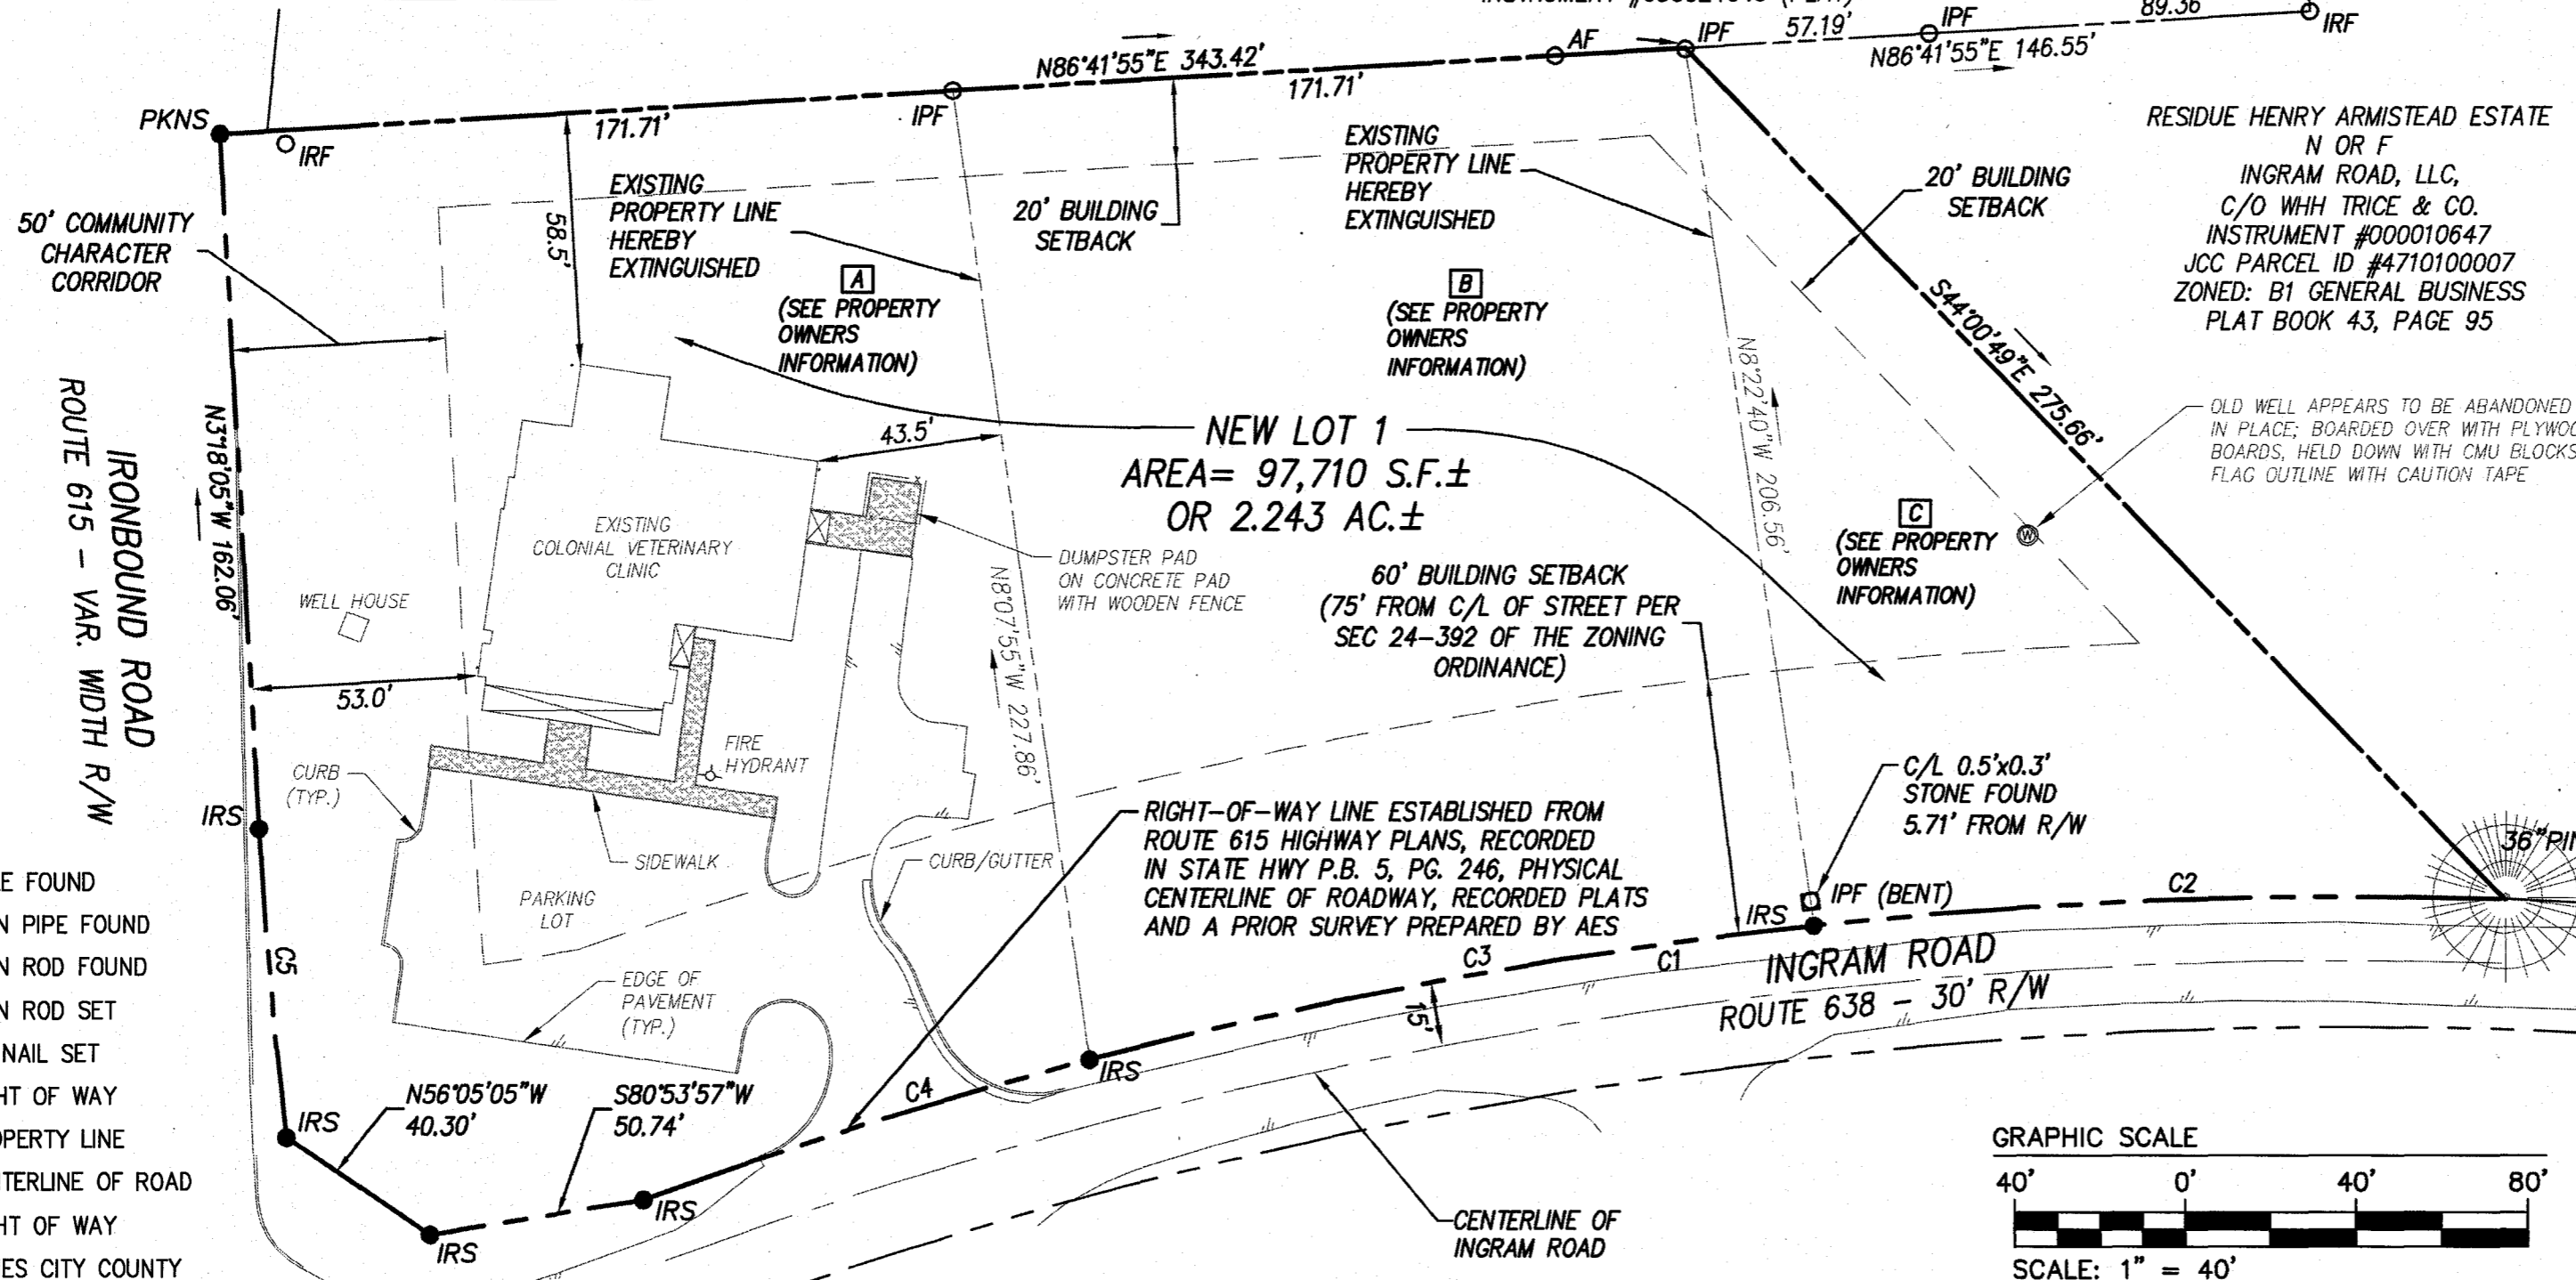 57.19'
IPF
89.36
IRF
N86°41'55"E 146.55'
AF
IPF
N86°41'55"E 343.42'
171.71'
IPF
171.71'
PKNS
IRF
50' COMMUNITY
CHARACTER
CORRIDOR
58.5'
EXISTING
PROPERTY LINE
HEREBY
EXTINGUISHED
20' BUILDING
SETBACK
EXISTING
PROPERTY LINE
HEREBY
EXTINGUISHED
20' BUILDING
SETBACK
RESIDUE HENRY ARMISTEAD ESTATE
N OR F
INGRAM ROAD, LLC,
C/O WHH TRICE & CO.
INSTRUMENT #000010647
JCC PARCEL ID #4710100007
ZONED: B1 GENERAL BUSINESS
PLAT BOOK 43, PAGE 95
A
(SEE PROPERTY
OWNERS
INFORMATION)
B
(SEE PROPERTY
OWNERS
INFORMATION)
S44°00'49"E 275.66'
OLD WELL APPEARS TO BE ABANDONED
IN PLACE; BOARDED OVER WITH
BOARDS, HELD DOWN WITH CMU BLOCKS
FLAG OUTLINE WITH CAUTION TAPE
W
N8°22'40"W 206.56'
NEW LOT 1
AREA= 97,710 S.F.±
OR 2.243 AC.±
43.5'
C
(SEE PROPERTY
OWNERS
INFORMATION)
IRONBOUND ROAD
ROUTE 615 - VAR. WIDTH R/W
N3°18'05"W 162.06'
EXISTING
COLONIAL VETERINARY
CLINIC
WELL HOUSE
53.0'
DUMPSTER PAD
ON CONCRETE PAD
WITH WOODEN FENCE
N8°07'55"W 227.86'
60' BUILDING SETBACK
(75' FROM C/L OF STREET PER
SEC 24-392 OF THE ZONING
ORDINANCE)
FIRE
HYDRANT
CURB
(TYP.)
IRS
SIDEWALK
CURB/GUTTER
PARKING
LOT
RIGHT-OF-WAY LINE ESTABLISHED FROM
ROUTE 615 HIGHWAY PLANS, RECORDED
IN STATE HWY P.B. 5, PG. 246, PHYSICAL
CENTERLINE OF ROADWAY, RECORDED PLATS
AND A PRIOR SURVEY PREPARED BY AES
C/L 0.5'x0.3'
STONE FOUND
5.71' FROM R/W
36"
IPF (BENT)
C2
IRS
C3
C1
15'
INGRAM ROAD
ROUTE 638 - 30' R/W
C5
EDGE OF
PAVEMENT
(TYP.)
IRS
C4
IRS
N56°05'05"W
40.30'
S80°53'57"W
50.74'
IRS
IRS
CENTERLINE OF
INGRAM ROAD
FOUND
PIPE FOUND
ROD FOUND
ROD SET
NAIL SET
OF WAY
LINE
OF ROAD
OF WAY
CITY COUNTY
GRAPHIC SCALE
40' 0' 40' 80'
SCALE: 1" = 40'